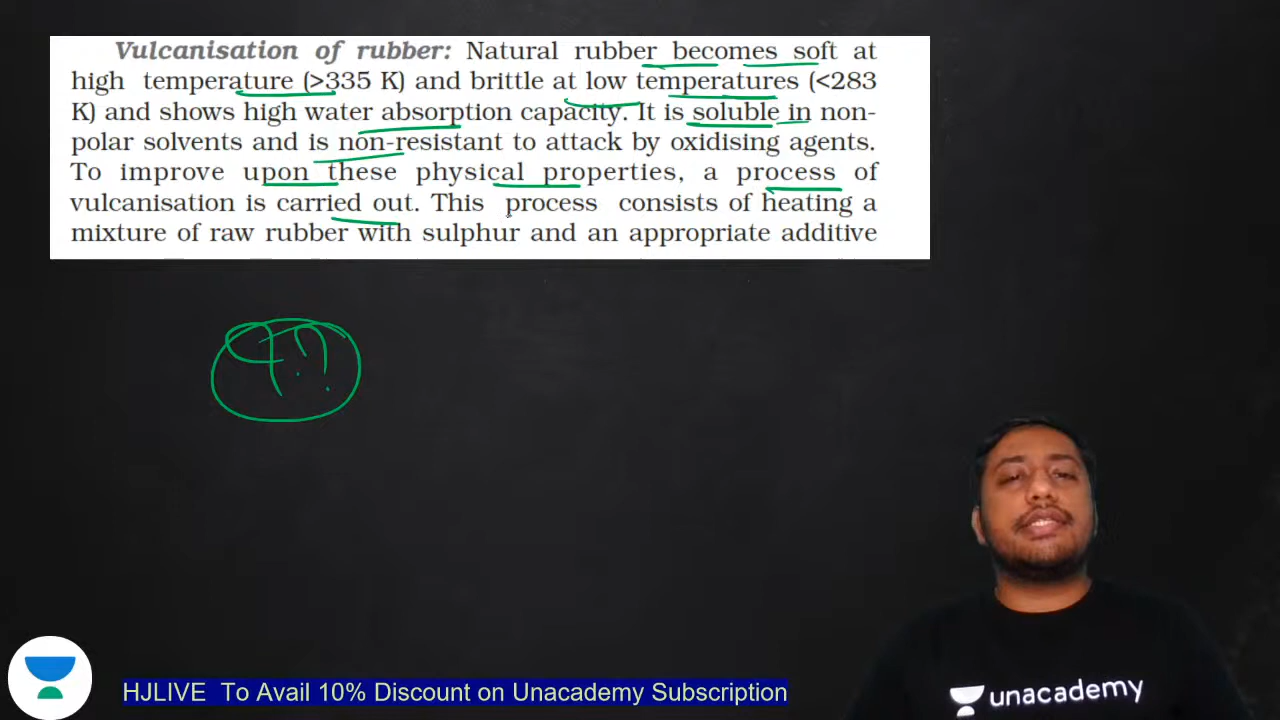 Vulcanisation of rubber: Natural rubber becomes soft at
high temperature (>335 K) and brittle at low temperatures (<283
K) and shows high water absorption capacity. It is soluble in non-
polar solvents and is non-resistant to attack by oxidising agents.
To improve upon these physical properties, a process of
vulcanisation is carried out. This process consists of heating a
mixture of raw rubber with sulphur and an appropriate additive
HJLIVE To Avail 10% Discount on Unacademy Subscription
unacademy